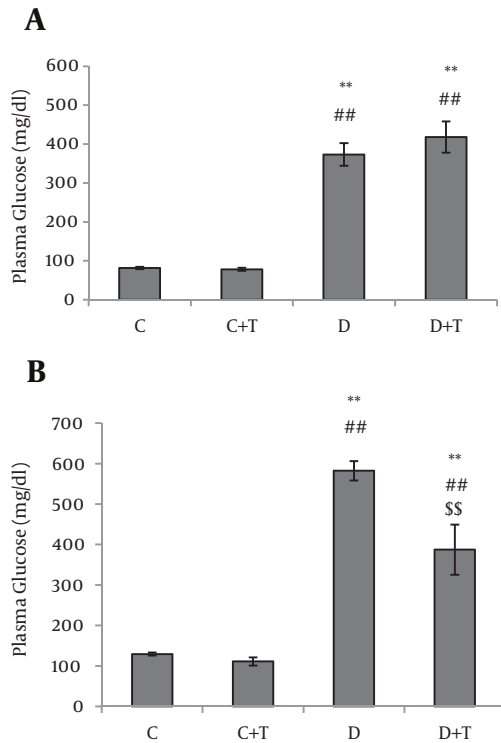 A
Plasma Glucose (mg/dl)
600
500
400
300
200
100
0
**
##
**
##
C
C+T
D
D+T
B
Plasma Glucose (mg/dl)
700
600
500
400
300
200
100
0
**
##
**
##
$$
C
C+T
D
D+T